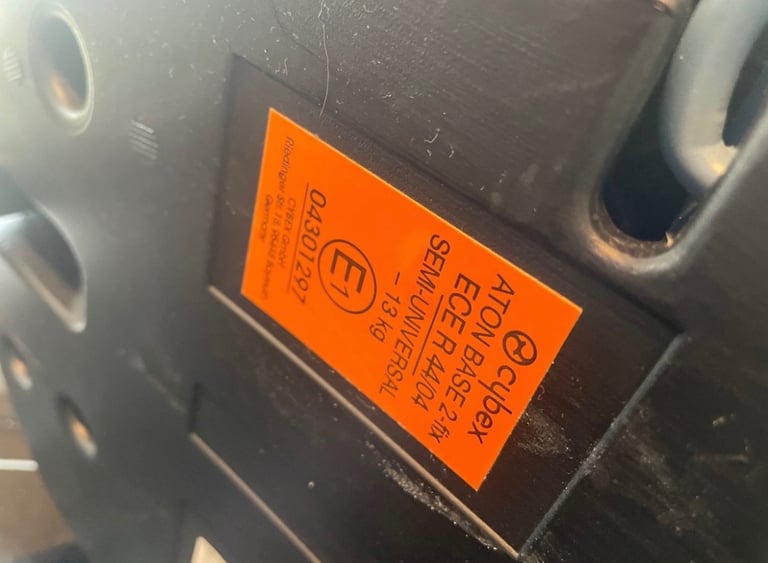 cybex
ATON BASE 2-fix
ECE R 44/04
SEMI-UNIVERSAL
– 13 kg
E1
04301297
CYBEX GmbH
Riedinger Str. 18, 95448 Bayreuth
Germany